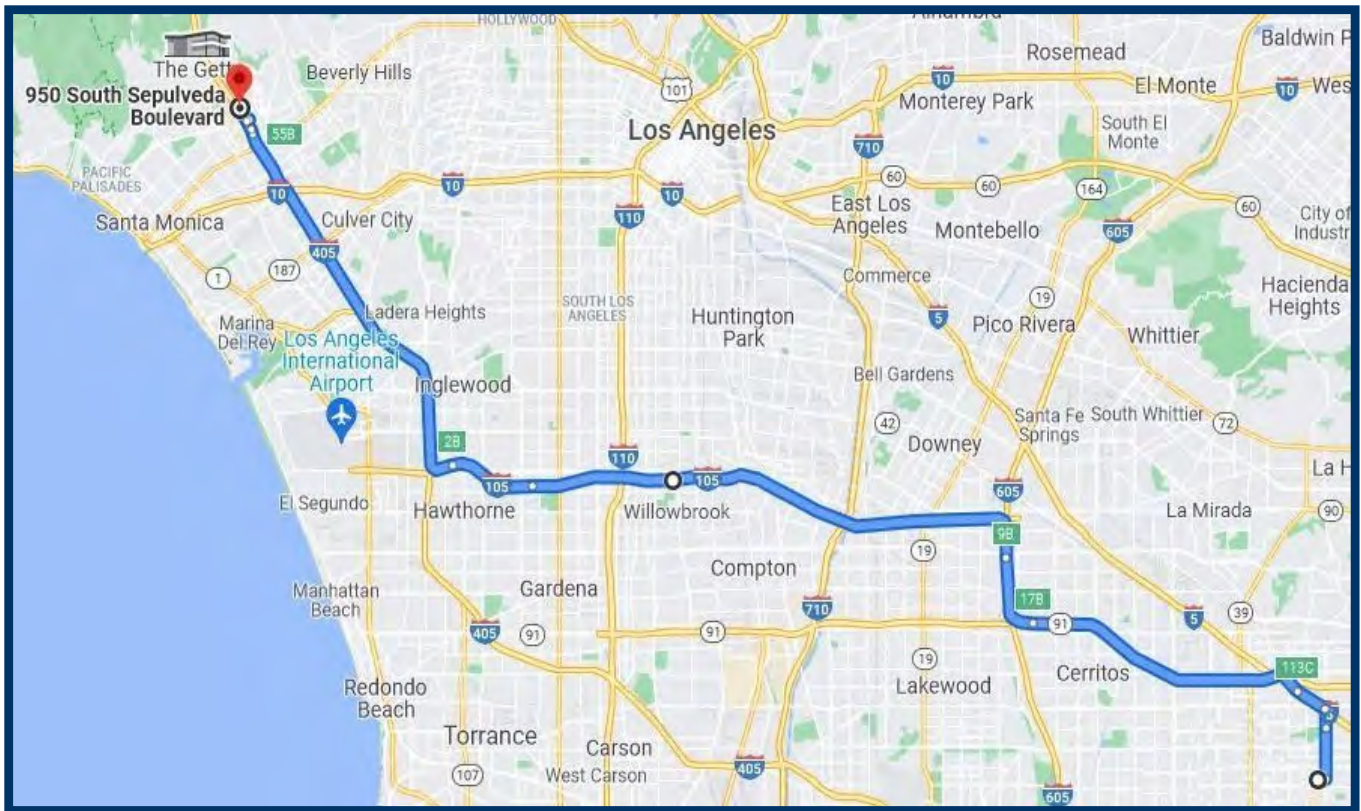 HOLLYWOOD
Rosemead
Baldwin P
The Gett
Beverly Hills
10
El Monte
10
Wes
950 South Sepulveda
Boulevard
101
Monterey Park
55B
Los Angeles
South El
Monte
710
PACIFIC
PALISADES
10
10
10
60
60
164
60
110
East Los
Angeles
Santa Monica
Culver City
Montebello
605
City of
Industr
405
1
187
Commerce
Hacienda
Heights
19
Ladera Heights
SOUTH LOS
ANGELES
Huntington
Park
5
Pico Rivera
Whittier
Marina
Del Rey
Los Angeles
International
Airport
Inglewood
Bell Gardens
42
Santa Fe
Springs
South Whittier
72
2B
Downey
110
105
105
605
La H
El Segundo
Hawthorne
Willowbrook
La Mirada
90
9B
19
Compton
Manhattan
Beach
Gardena
710
17B
5
39
405
91
91
91
19
Cerritos
113C
Redondo
Beach
Lakewood
Torrance
Carson
107
West Carson
405
605